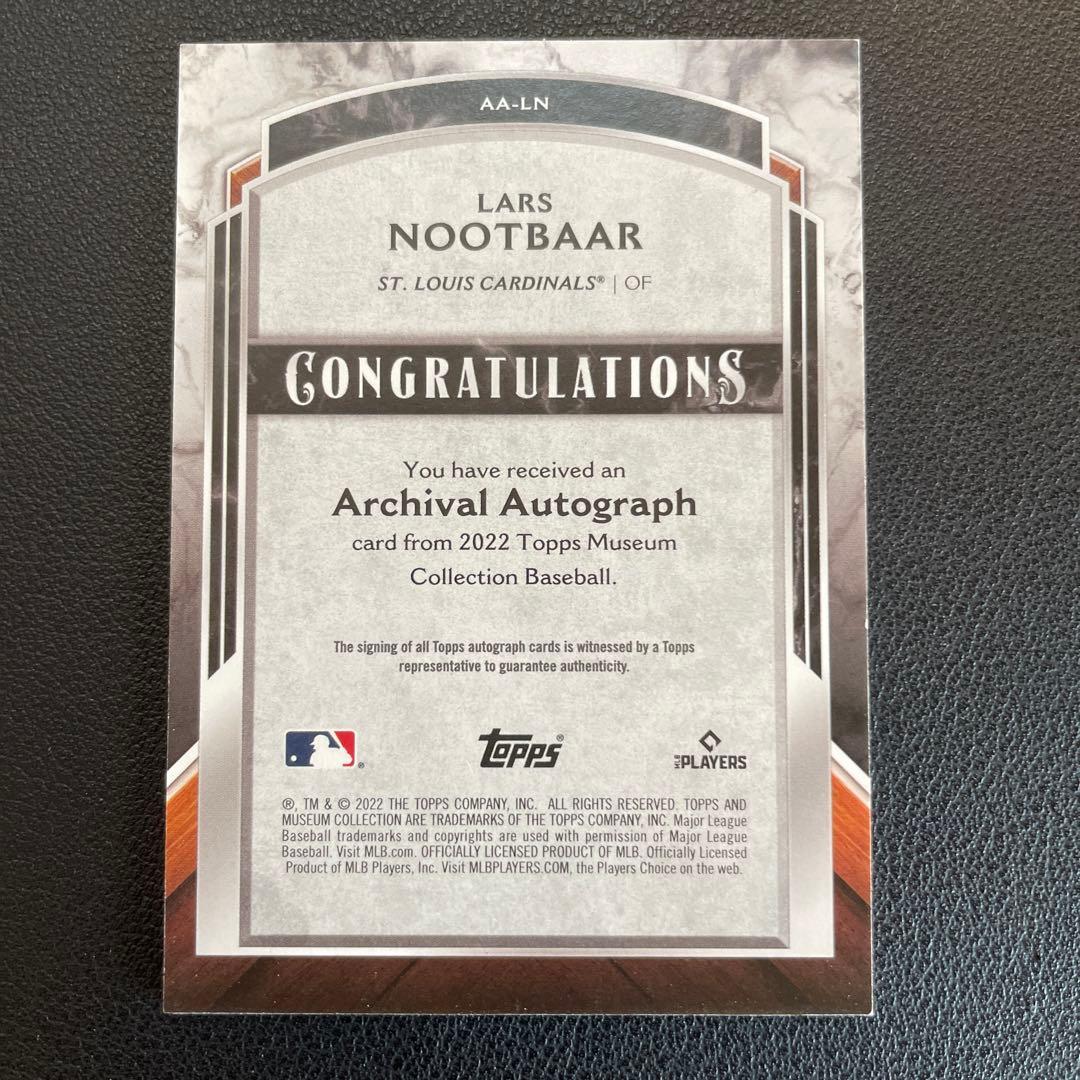 AA-LN
LARS
NOOTBAAR
ST. LOUIS CARDINALS® | OF
CONGRATULATIONS
You have received an
Archival Autograph
card from 2022 Topps Museum
Collection Baseball.
The signing of all Topps autograph cards is witnessed by a Topps
representative to guarantee authenticity.
®
Topps®
MLB PLAYERS
®, TM & © 2022 THE TOPPS COMPANY, INC. ALL RIGHTS RESERVED. TOPPS AND
MUSEUM COLLECTION ARE TRADEMARKS OF THE TOPPS COMPANY, INC. Major League
Baseball trademarks and copyrights are used with permission of Major League
Baseball. Visit MLB.com. OFFICIALLY LICENSED PRODUCT OF MLB. Officially Licensed
Product of MLB Players, Inc. Visit MLBPLAYERS.COM, the Players Choice on the web.